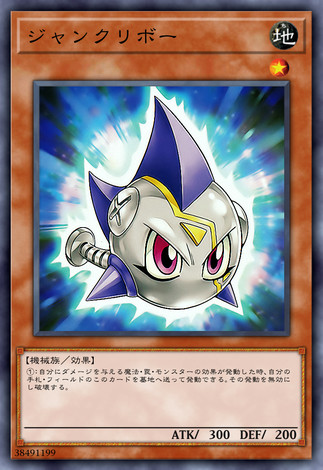 ジャンクリボー
地
【機械族／効果】
①：自分にダメージを与える魔法・罠・モンスターの効果が発動した時、自分の
手札・フィールドのこのカードを墓地へ送って発動できる。その発動を無効に
し破壊する。
ATK/ 300 DEF/ 200
38491199